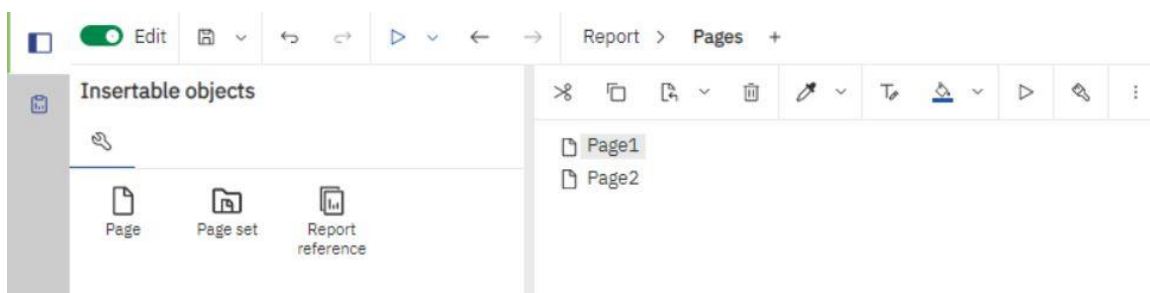 Edit
Report > Pages +
Insertable objects
Page1
Page2
Page
Page set
Report
reference